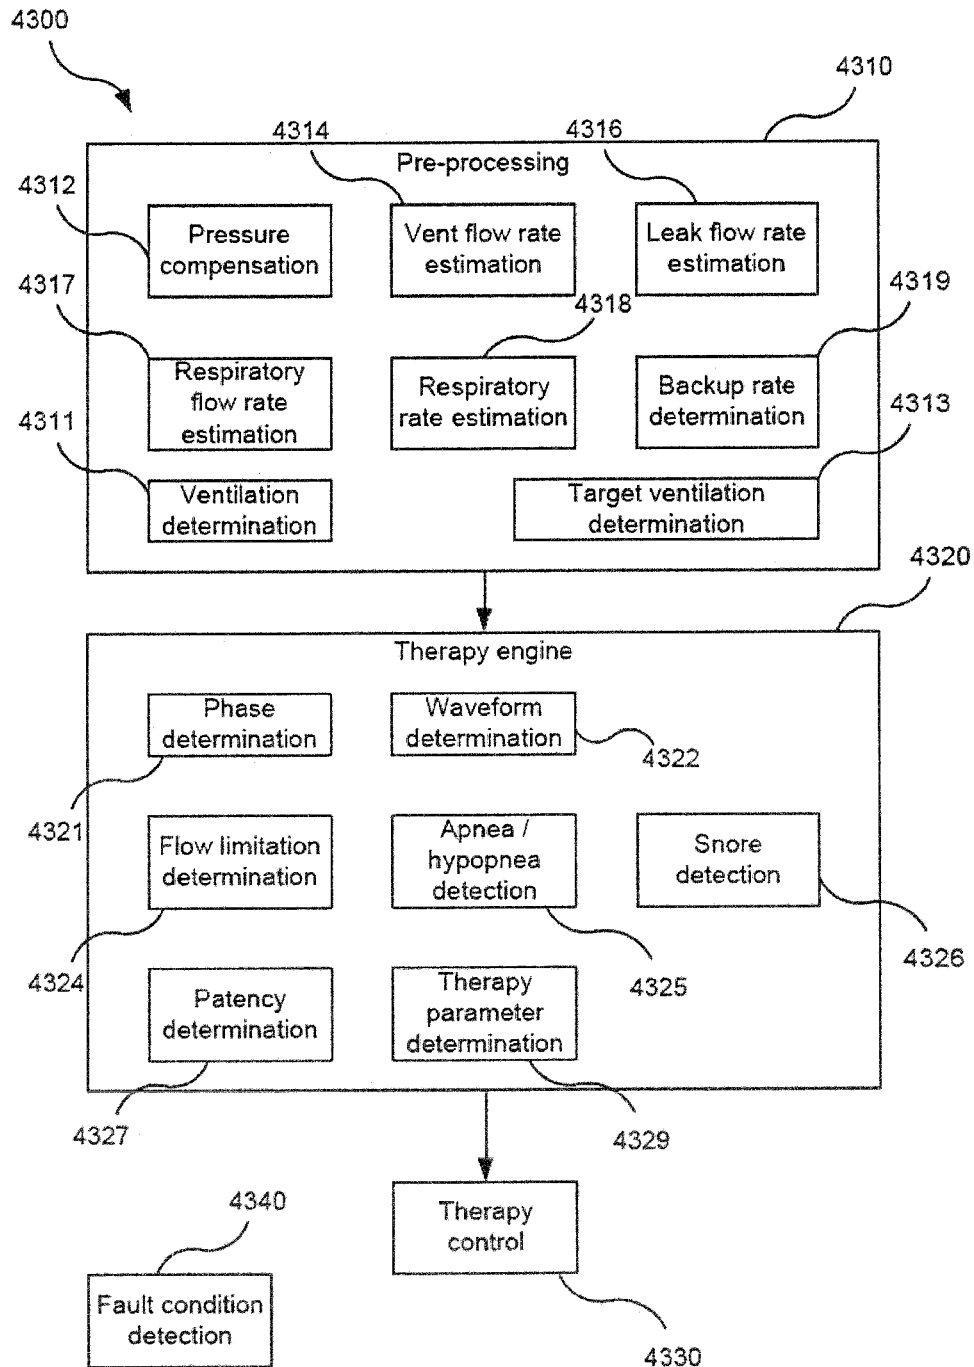 4300
4310
4314
4316
Pre-processing
4312
Pressure
compensation
Vent flow rate
estimation
Leak flow rate
estimation
4317
4318
4319
Respiratory
flow rate
estimation
Respiratory
rate estimation
Backup rate
determination
4311
4313
Ventilation
determination
Target ventilation
determination
4320
Therapy engine
Phase
determination
Waveform
determination
4322
4321
Flow limitation
determination
Apnea /
hypopnea
detection
Snore
detection
4324
4325
4326
Patency
determination
Therapy
parameter
determination
4327
4329
4340
Therapy
control
Fault condition
detection
4330